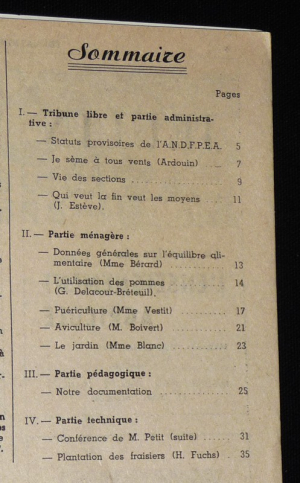 Sommaire
Pages
I. — Tribune libre et partie administra-
tive :
— Statuts provisoires de l'A.N.D.F.P.E.A. 5
— Je sème à tous vents (Ardouin) .... 7
— Vie des sections .............. 9
— Qui veut la fin veut les moyens .. 11
(J. Estève).
II. — Partie ménagère :
— Données générales sur l'équilibre ali-
mentaire (Mme Bérard) ........ 13
— L'utilisation des pommes ........ 14
(G. Delacour-Bréteuil).
— Puériculture (Mme Vestit) ...... 17
— Aviculture (M. Boivert) ........ 21
— Le jardin (Mme Blanc) ........ 23
III. — Partie pédagogique :
— Notre documentation .......... 25
IV. — Partie technique :
— Conférence de M. Petit (suite) ...... 31
— Plantation des fraisiers (H. Fuchs) . 35